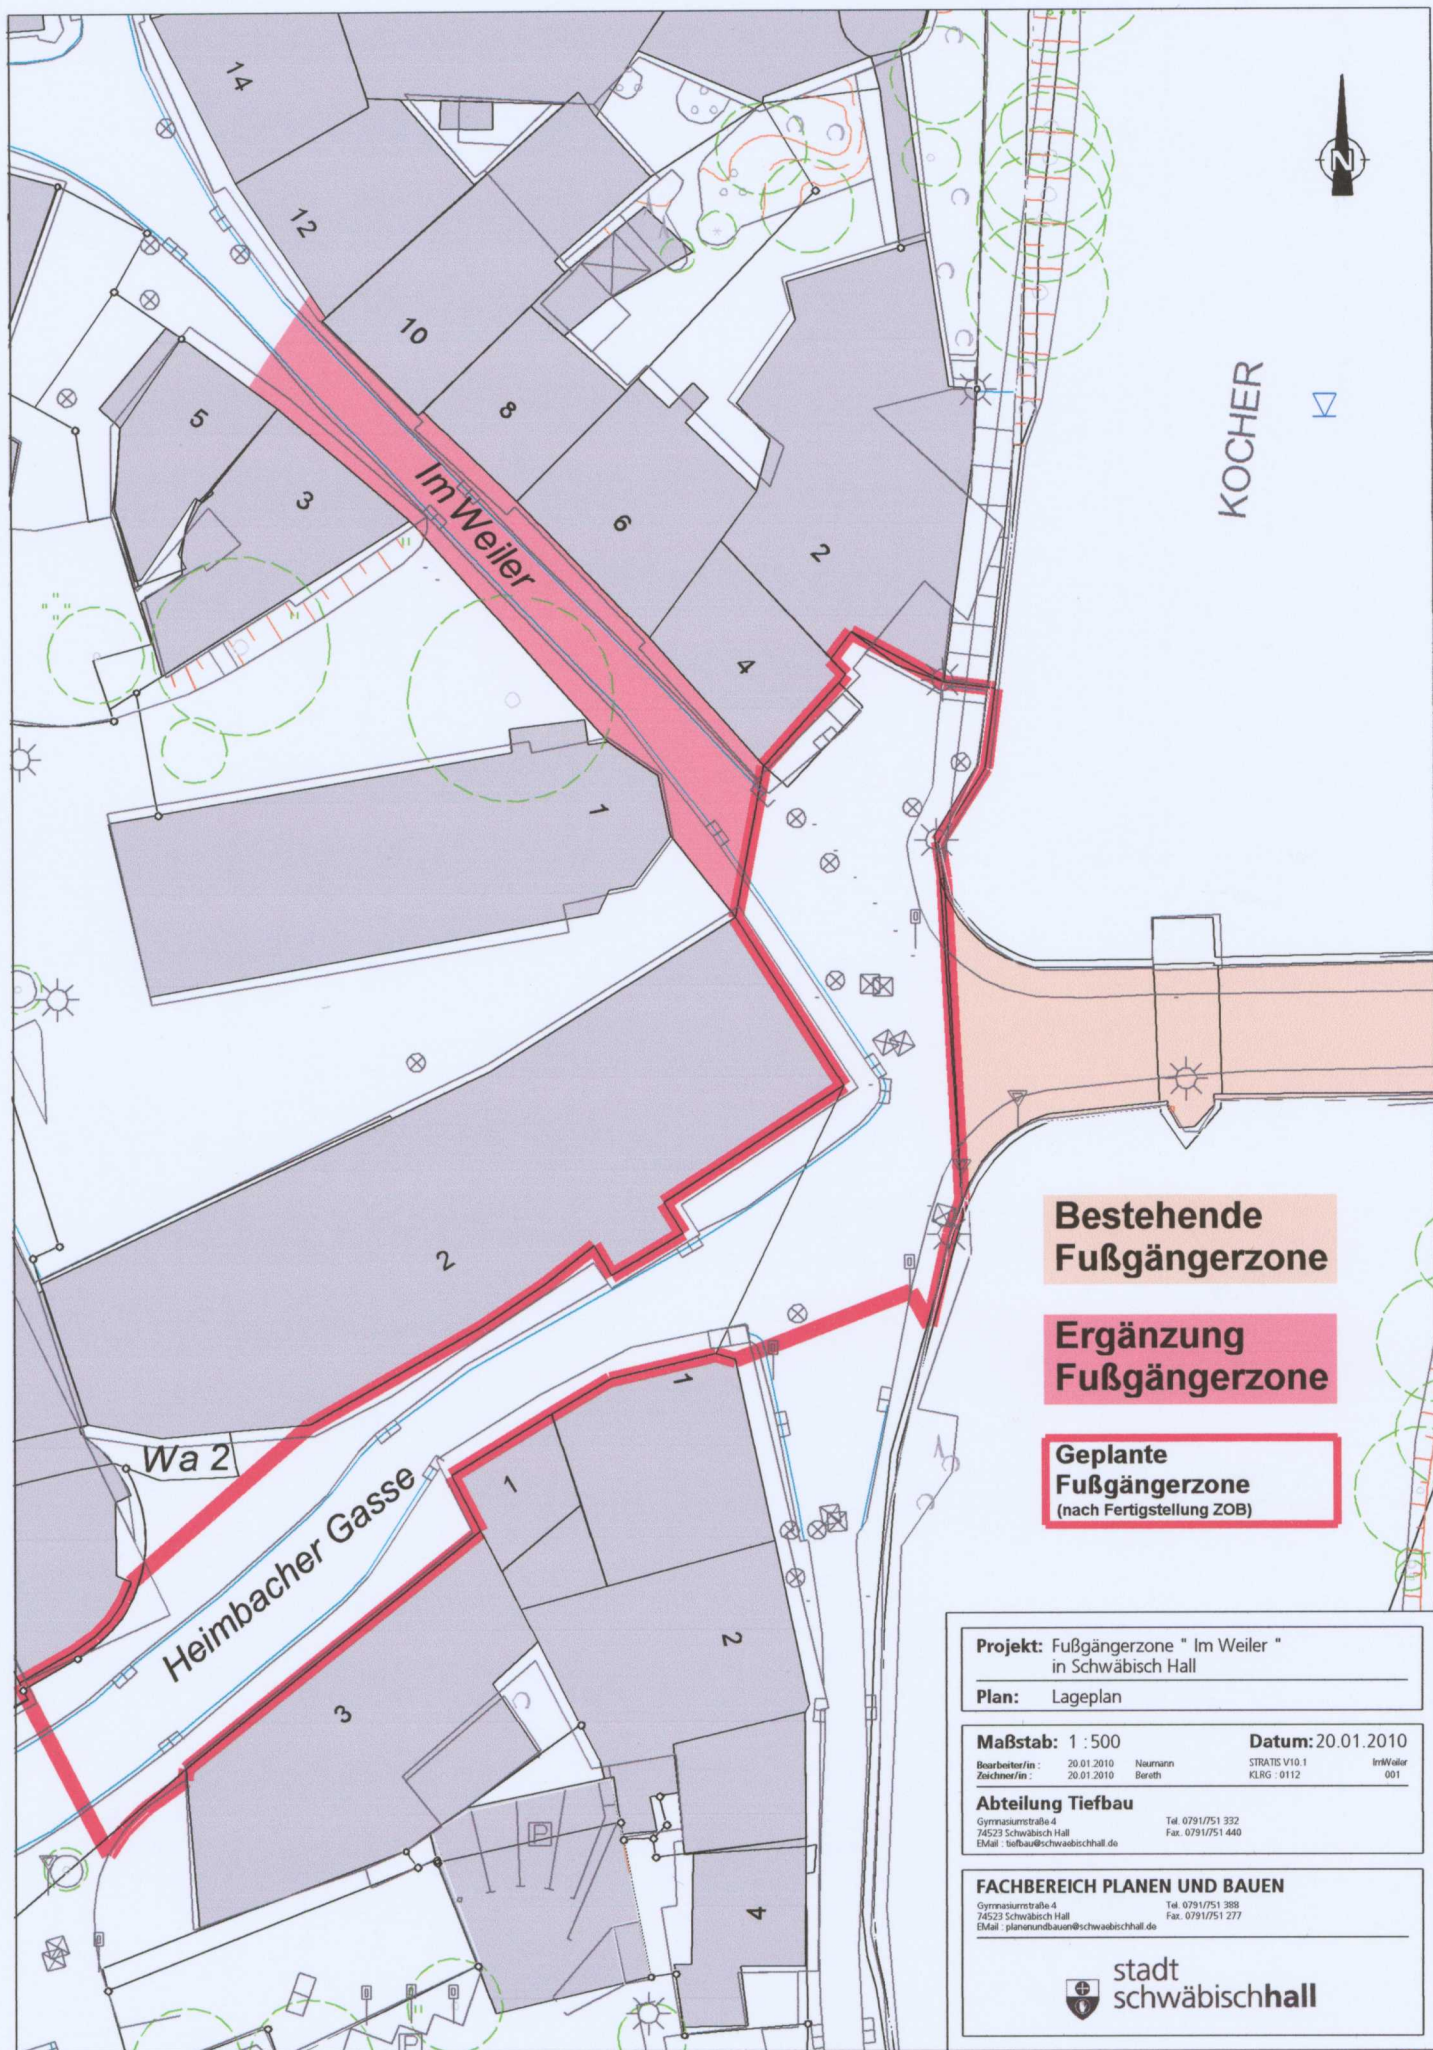 14
12
10
5
8
3
Im Weiler
6
2
4
1
KOCHER
N
2
1
1
Wa 2
Heimbacher Gasse
2
3
P
4
P
Bestehende
Fußgängerzone
Ergänzung
Fußgängerzone
Geplante
Fußgängerzone
(nach Fertigstellung ZOB)
Projekt: Fußgängerzone " Im Weiler "
in Schwäbisch Hall
Plan: Lageplan
Maßstab: 1 : 500 Datum: 20.01.2010
Bearbeiter/in : 20.01.2010 Neumann STRATIS V10.1 ImWeiler
Zeichner/in : 20.01.2010 Bereth KLRG : 0112 001
Abteilung Tiefbau
Gymnasiumstraße 4 Tel. 0791/751 332
74523 Schwäbisch Hall Fax. 0791/751 440
EMail : tiefbau@schwaebischhall.de
FACHBEREICH PLANEN UND BAUEN
Gymnasiumstraße 4 Tel. 0791/751 388
74523 Schwäbisch Hall Fax. 0791/751 277
EMail : planenundbauen@schwaebischhall.de
stadt
schwäbischhall